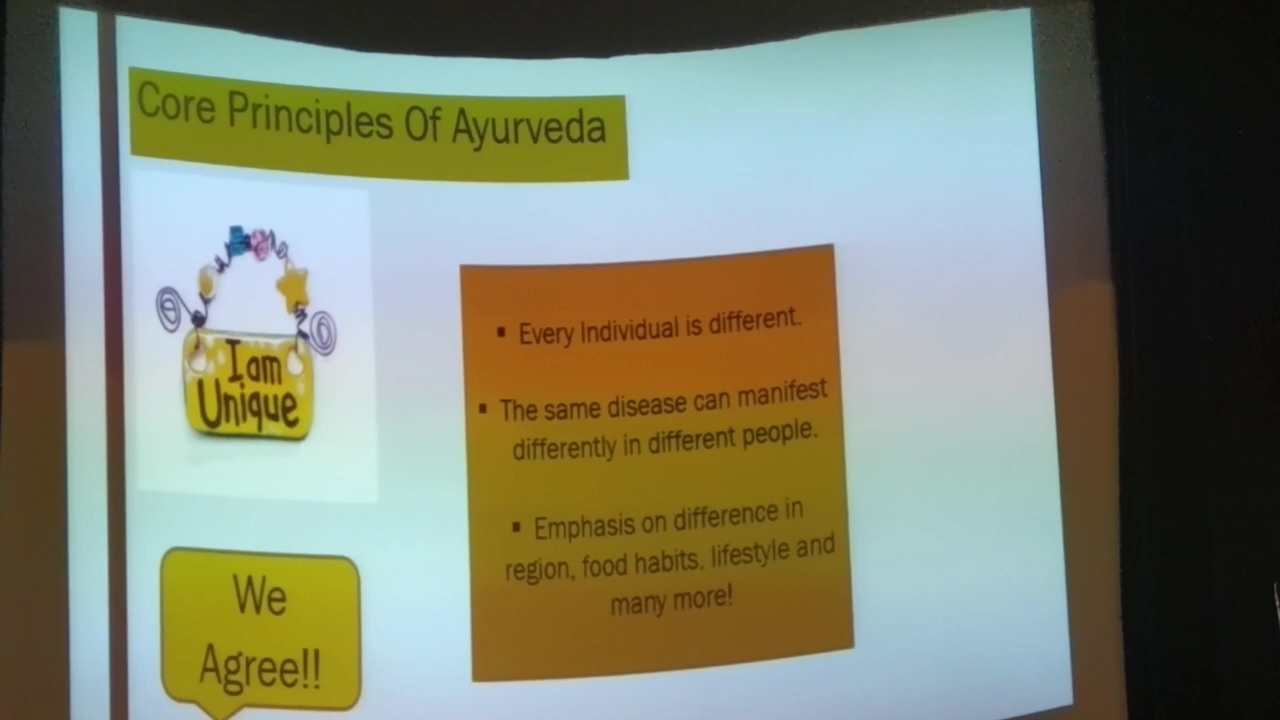 Core Principles Of Ayurveda
I am
Unique
▪ Every Individual is different.
▪ The same disease can manifest
differently in different people.
▪ Emphasis on difference in
region, food habits, lifestyle and
many more!
We
Agree!!